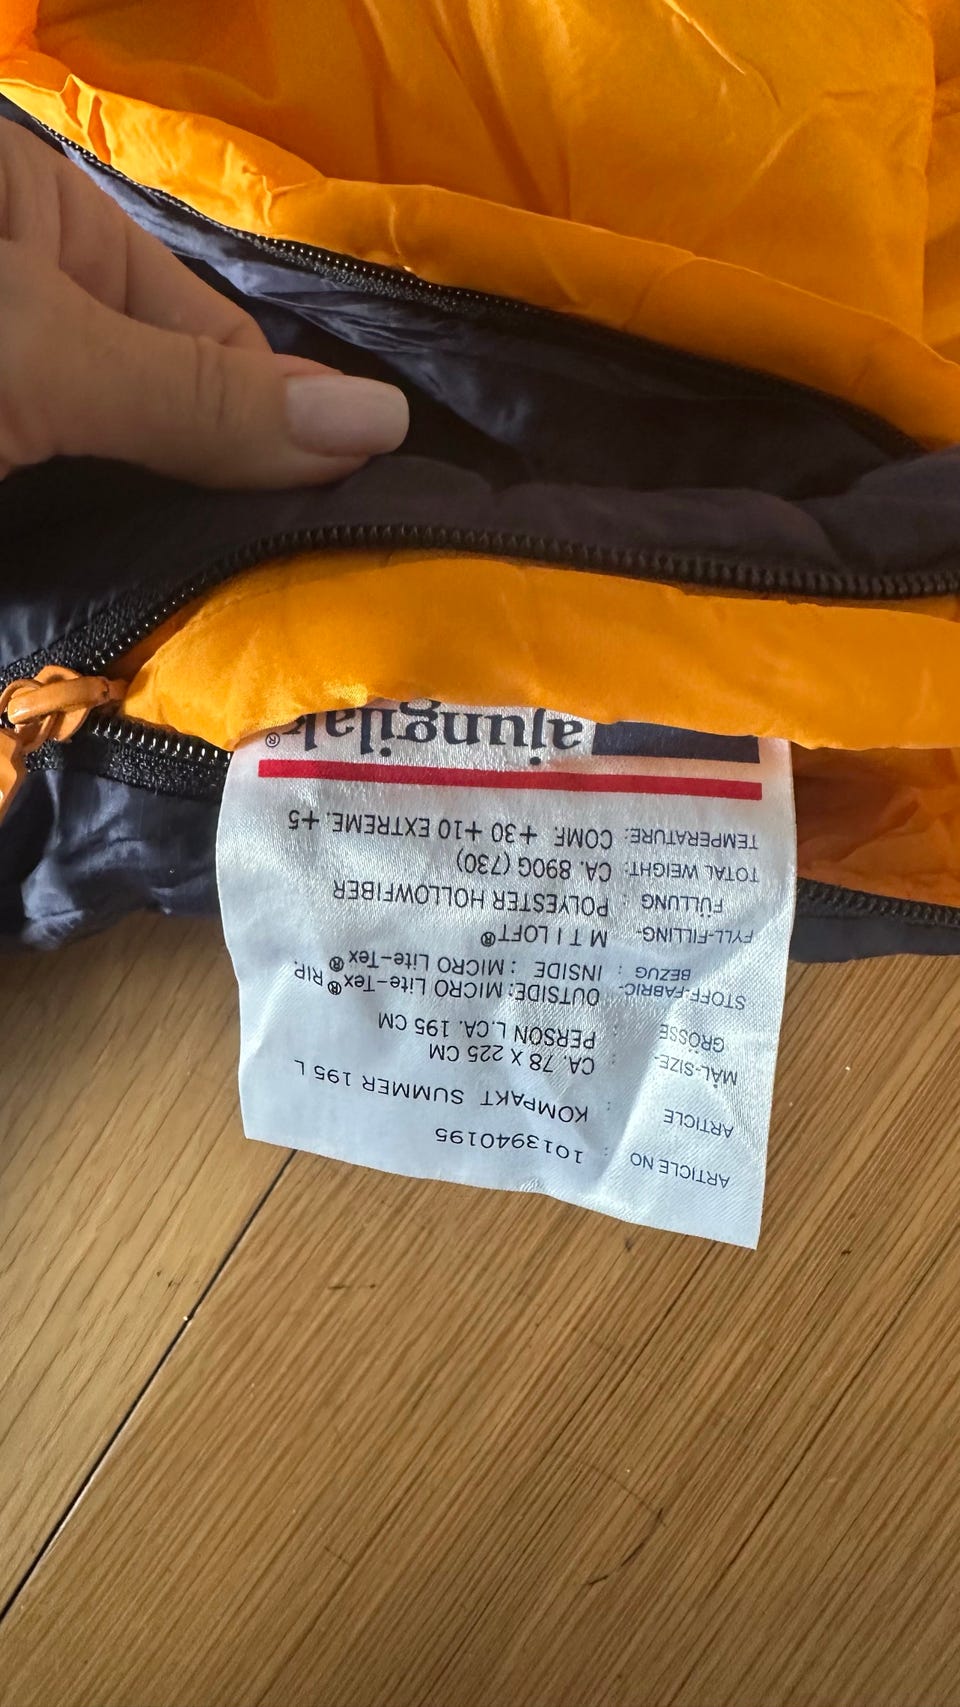 ARTICLE NO : 1013940195
ARTICLE : KOMPAKT SUMMER 195 L
MÅL-SIZE- : CA. 78 X 225 CM
GRÖSSE : PERSON L.CA. 195 CM
STOFF-FABRIC- OUTSIDE: MICRO Lite-Tex® RIP.
BEZUG : INSIDE : MICRO Lite-Tex®
FYLL-FILLING- M T I LOFT®
FÜLLUNG : POLYESTER HOLLOWFIBER
TOTAL WEIGHT: CA. 890G (730)
TEMPERATURE: COMF. +30 +10 EXTREME. +5
ajungilak®